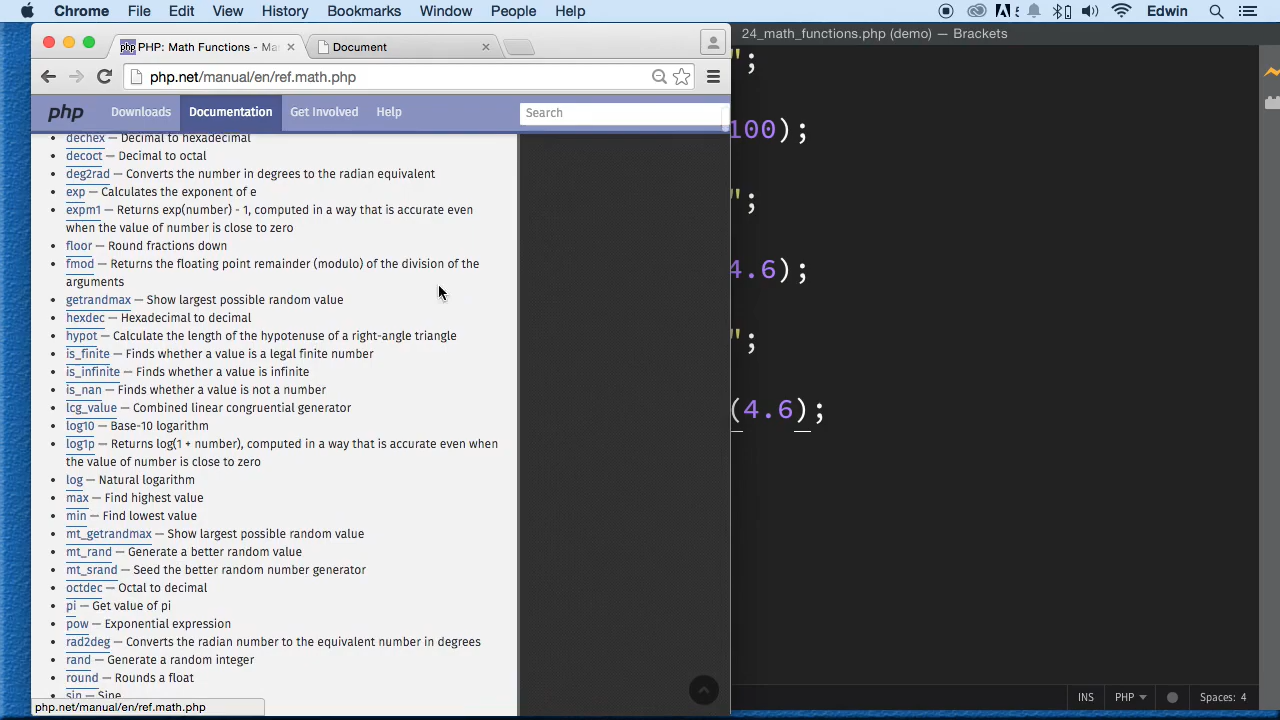 Chrome File Edit View History Bookmarks Window People Help Edwin
24_math_functions.php (demo) — Brackets
php PHP: Math Functions - Ma
Document
php.net/manual/en/ref.math.php
php Downloads Documentation Get Involved Help Search
dechex — Decimal to hexadecimal
decoct — Decimal to octal
deg2rad — Converts the number in degrees to the radian equivalent
exp — Calculates the exponent of e
expm1 — Returns exp(number) - 1, computed in a way that is accurate even
when the value of number is close to zero
floor — Round fractions down
fmod — Returns the floating point remainder (modulo) of the division of the
arguments
getrandmax — Show largest possible random value
hexdec — Hexadecimal to decimal
hypot — Calculate the length of the hypotenuse of a right-angle triangle
is_finite — Finds whether a value is a legal finite number
is_infinite — Finds whether a value is infinite
is_nan — Finds whether a value is not a number
lcg_value — Combined linear congruential generator
log10 — Base-10 logarithm
log1p — Returns log(1 + number), computed in a way that is accurate even when
the value of number is close to zero
log — Natural logarithm
max — Find highest value
min — Find lowest value
mt_getrandmax — Show largest possible random value
mt_rand — Generate a better random value
mt_srand — Seed the better random number generator
octdec — Octal to decimal
pi — Get value of pi
pow — Exponential expression
rad2deg — Converts the radian number to the equivalent number in degrees
rand — Generate a random integer
round — Rounds a float
sin — Sine
php.net/manual/en/ref.math.php
";
100);
";
4.6);
";
(4.6);
INS PHP Spaces: 4